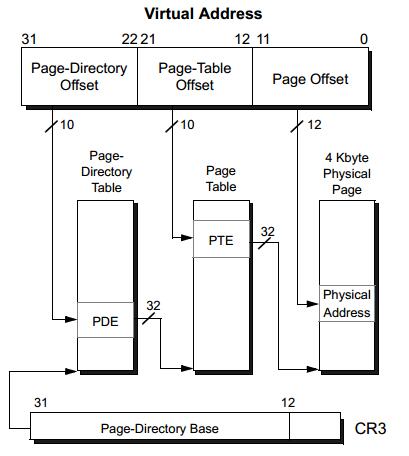 Virtual Address
31 22 21 12 11 0
Page-Directory
Offset
Page-Table
Offset
Page Offset
10 10 12
Page-
Directory
Table
Page
Table
4 Kbyte
Physical
Page
PTE
32
PDE
32
Physical
Address
31 12
Page-Directory Base
CR3